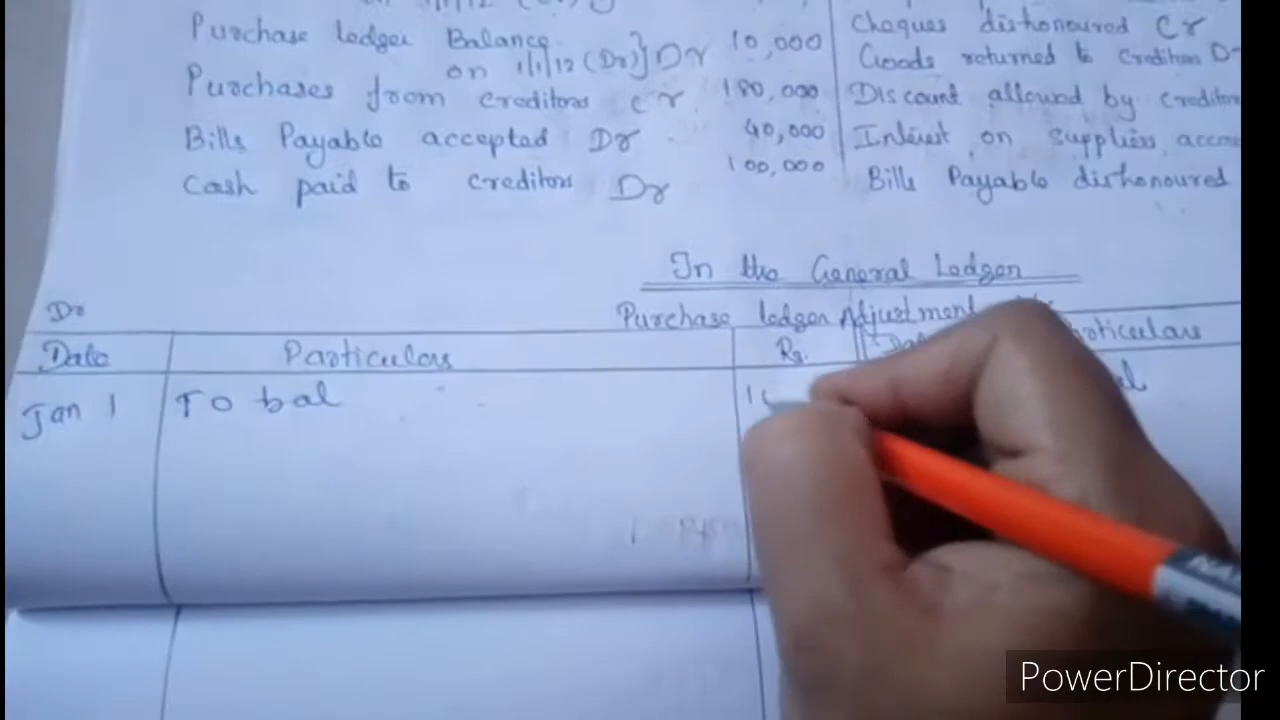 Purchase ledger Balance
on 1/1/12 (Dr)} Dr 10,000
Purchases from creditors Cr 180,000
Bills Payable accepted Dr 40,000
Cash paid to creditors Dr 100,000
Cheques dishonoured Cr
Goods returned to creditors
Discount allowed by
Interest on suppliers
Bills Payable dishonoured
In the General Ledger
Dr
Purchase ledger Adjustment
Date Particulars Rs.
Jan 1 To bal
PowerDirector